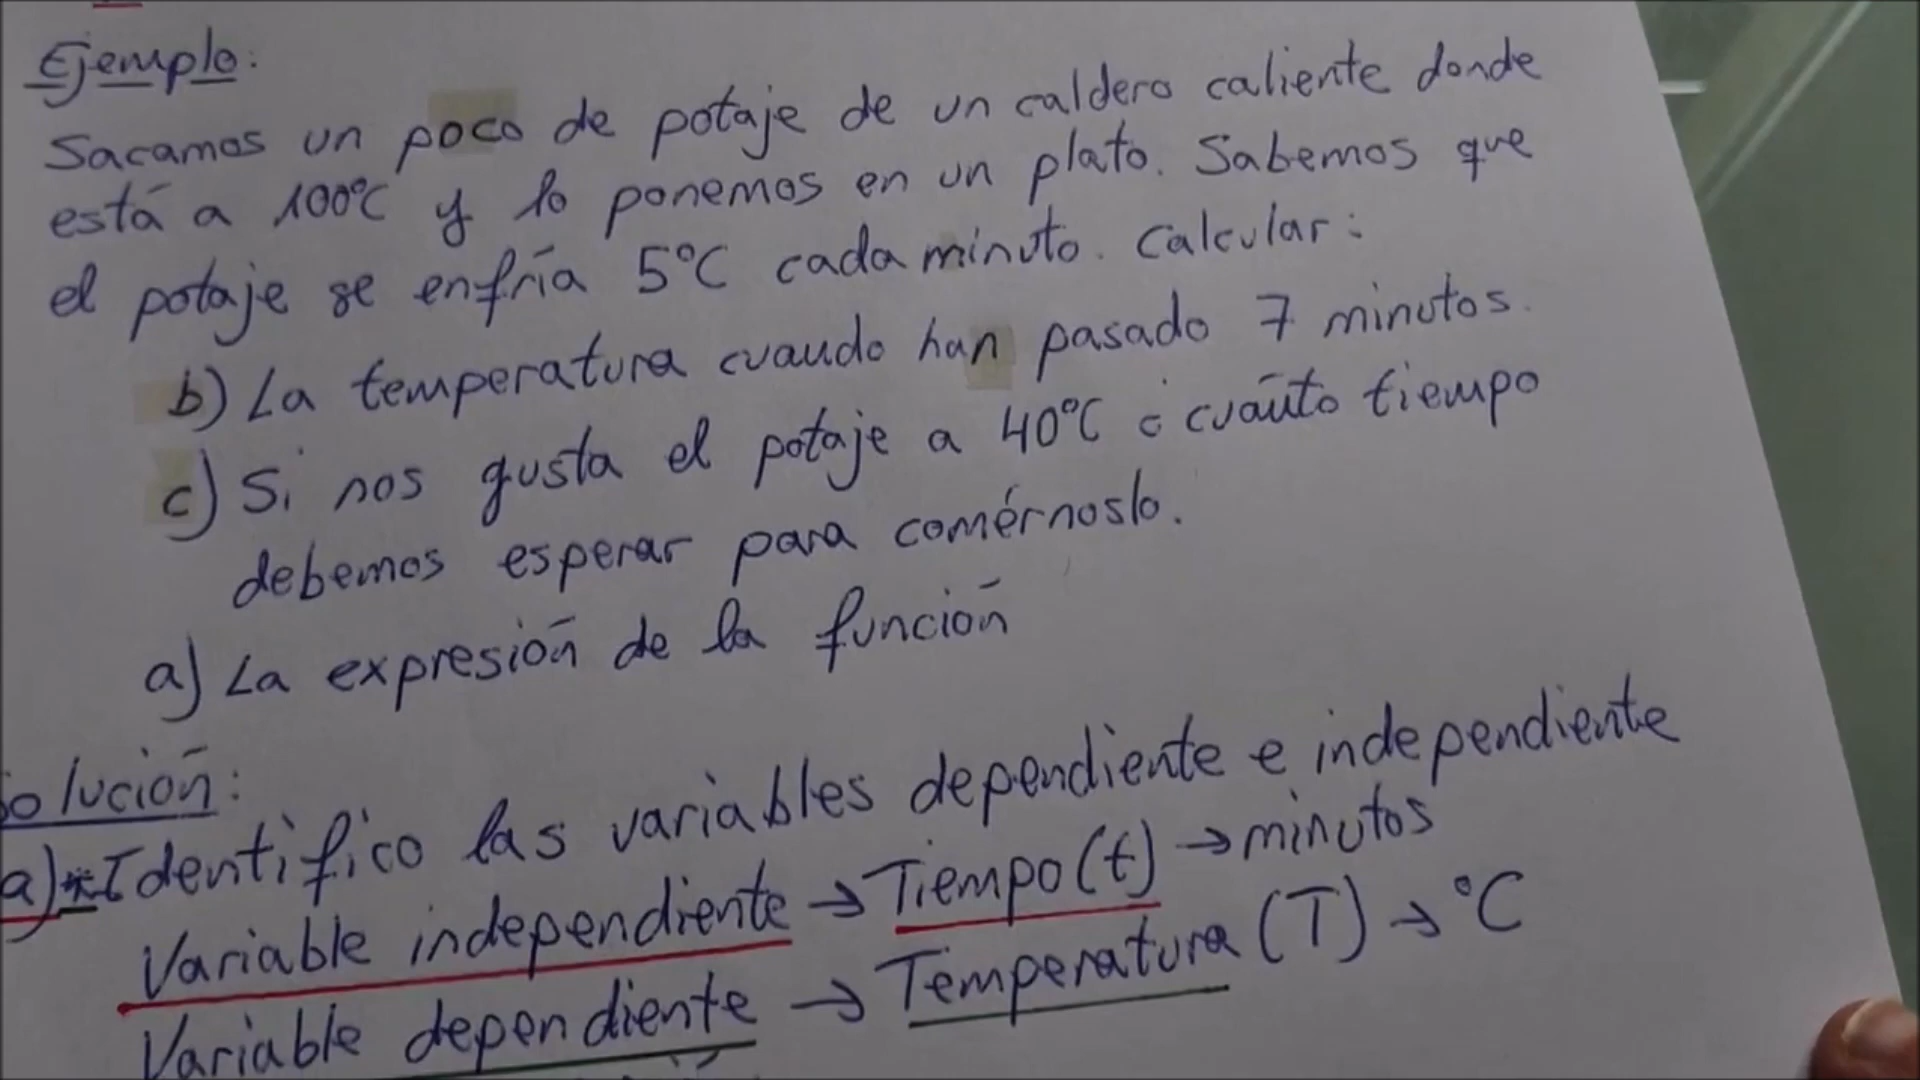 Ejemplo:
Sacamos un poco de potaje de un caldero caliente donde
está a 100°C y lo ponemos en un plato. Sabemos que
el potaje se enfría 5°C cada minuto. Calcular:
b) La temperatura cuando han pasado 7 minutos.
c) Si nos gusta el potaje a 40°C ¿cuánto tiempo
debemos esperar para comérnoslo.
a) La expresión de la función
Solución:
a) * Identifico las variables dependiente e independiente
Variable independiente → Tiempo (t) → minutos
Variable dependiente → Temperatura (T) → °C